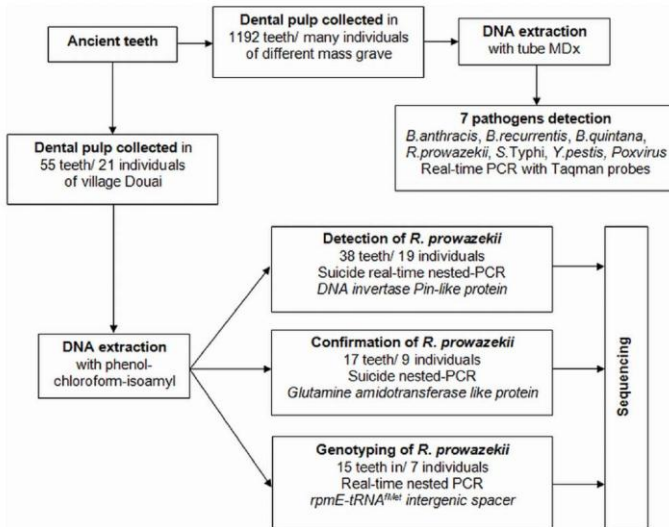 Ancient teeth
Dental pulp collected in
1192 teeth/ many individuals
of different mass grave
DNA extraction
with tube MDx
7 pathogens detection
B.anthracis, B.recurrentis, B.quintana,
R.prowazekii, S.Typhi, Y.pestis, Poxvirus
Real-time PCR with Taqman probes
Dental pulp collected in
55 teeth/ 21 individuals
of village Douai
DNA extraction
with phenol-
chloroform-isoamyl
Detection of R. prowazekii
38 teeth/ 19 individuals
Suicide real-time nested-PCR
DNA invertase Pin-like protein
Confirmation of R. prowazekii
17 teeth/ 9 individuals
Suicide nested-PCR
Glutamine amidotransferase like protein
Genotyping of R. prowazekii
15 teeth in/ 7 individuals
Real-time nested PCR
rpmE-tRNAfMet intergenic spacer
Sequencing